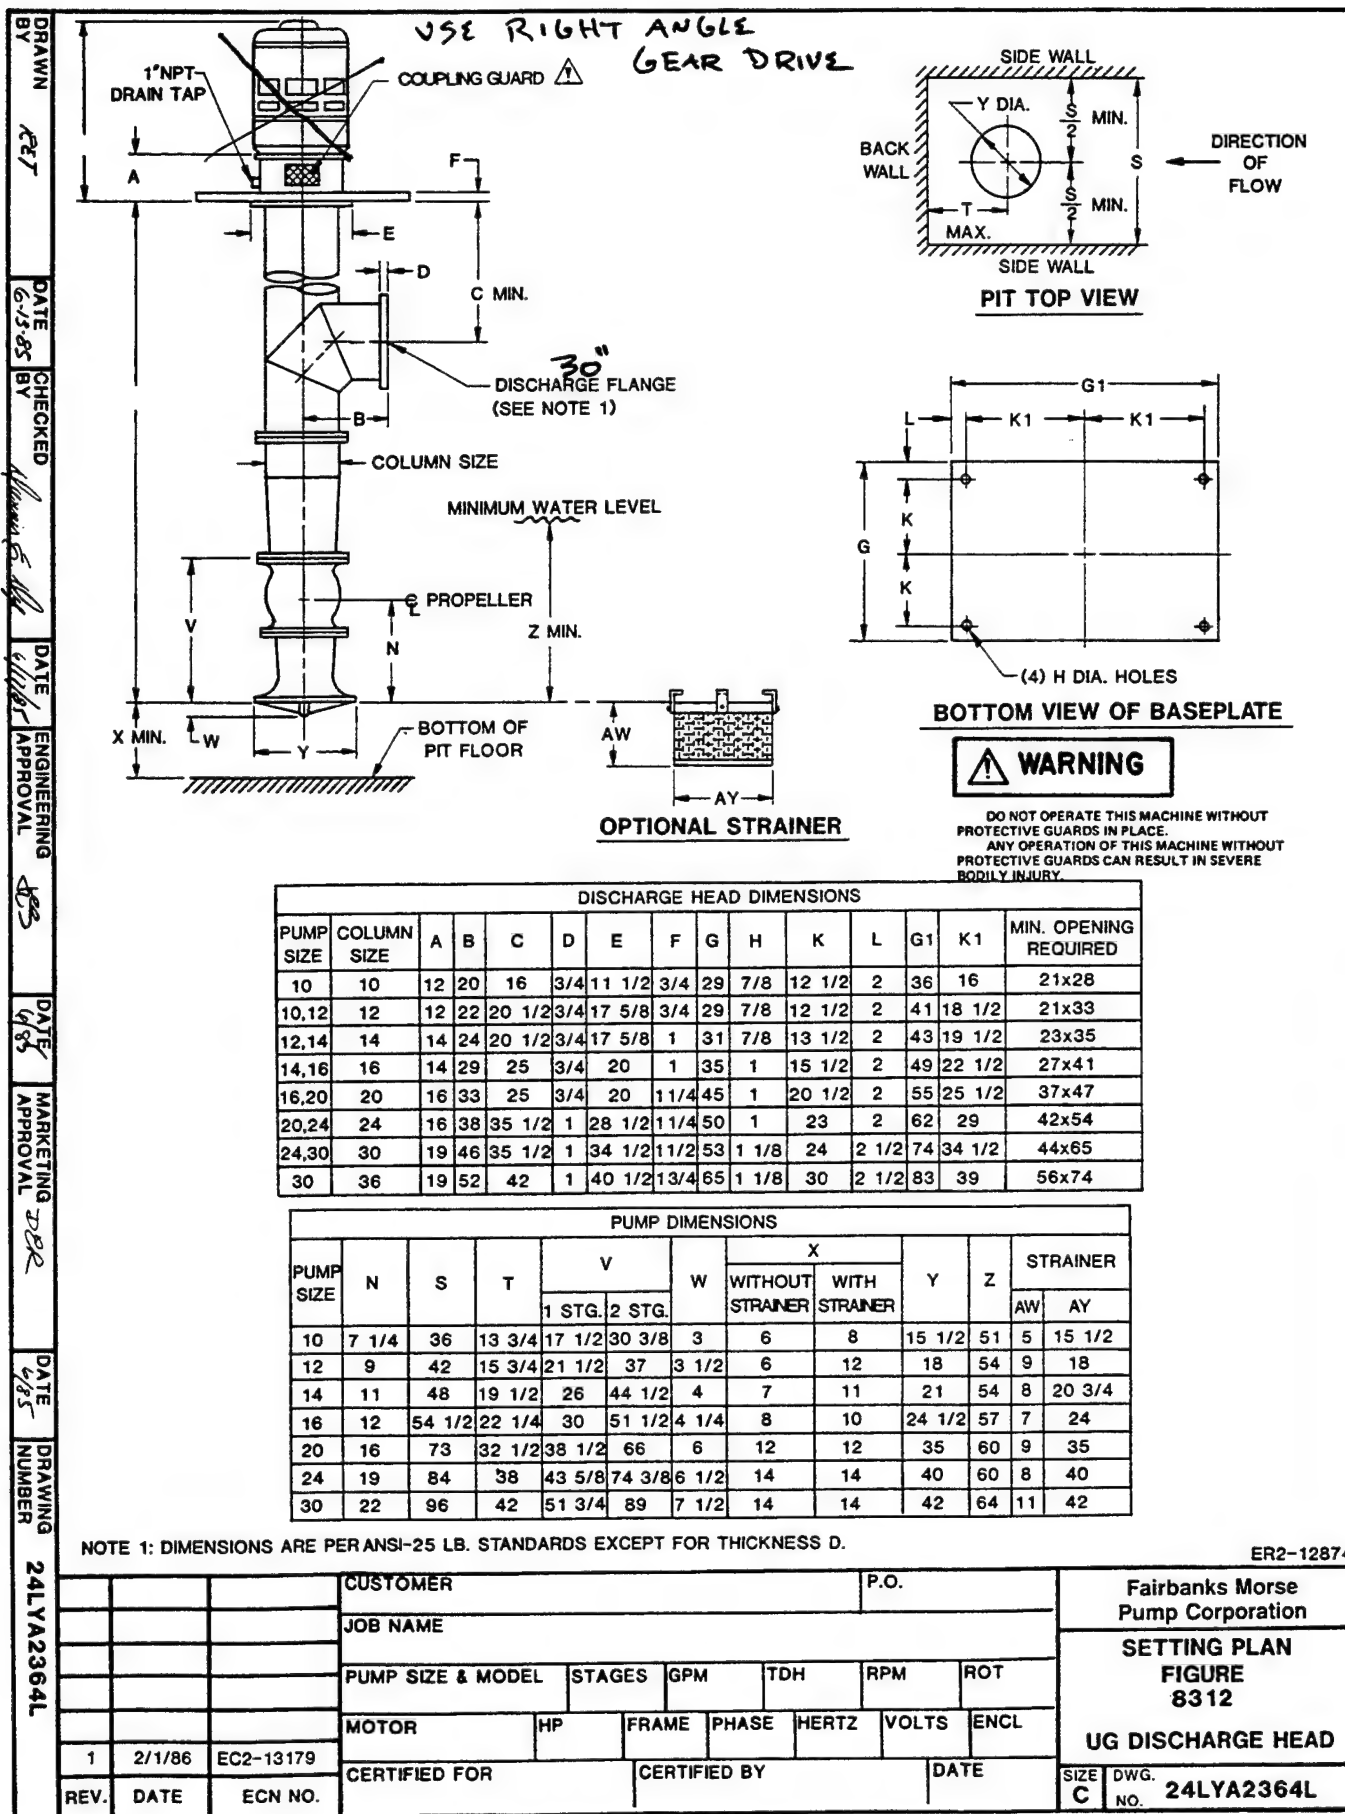 USE RIGHT ANGLE
GEAR DRIVE
1"NPT
DRAIN TAP
COUPLING GUARD
A
F
E
D
C MIN.
30"
DISCHARGE FLANGE
(SEE NOTE 1)
B
COLUMN SIZE
MINIMUM WATER LEVEL
V
℄ PROPELLER
N
Z MIN.
X MIN.
W
Y
BOTTOM OF
PIT FLOOR
AW
AY
OPTIONAL STRAINER
SIDE WALL
Y DIA.
S/2 MIN.
BACK
WALL
S
DIRECTION
OF
FLOW
T
MAX.
S/2 MIN.
SIDE WALL
PIT TOP VIEW
G1
L
K1
K1
K
G
K
(4) H DIA. HOLES
BOTTOM VIEW OF BASEPLATE
WARNING
DO NOT OPERATE THIS MACHINE WITHOUT
PROTECTIVE GUARDS IN PLACE.
ANY OPERATION OF THIS MACHINE WITHOUT
PROTECTIVE GUARDS CAN RESULT IN SEVERE
BODILY INJURY.
DISCHARGE HEAD DIMENSIONS
PUMP SIZE COLUMN SIZE A B C D E F G H K L G1 K1 MIN. OPENING REQUIRED
10 10 12 20 16 3/4 11 1/2 3/4 29 7/8 12 1/2 2 36 16 21x28
10,12 12 12 22 20 1/2 3/4 17 5/8 3/4 29 7/8 12 1/2 2 41 18 1/2 21x33
12,14 14 14 24 20 1/2 3/4 17 5/8 1 31 7/8 13 1/2 2 43 19 1/2 23x35
14,16 16 14 29 25 3/4 20 1 35 1 15 1/2 2 49 22 1/2 27x41
16,20 20 16 33 25 3/4 20 1 1/4 45 1 20 1/2 2 55 25 1/2 37x47
20,24 24 16 38 35 1/2 1 28 1/2 1 1/4 50 1 23 2 62 29 42x54
24,30 30 19 46 35 1/2 1 34 1/2 1 1/2 53 1 1/8 24 2 1/2 74 34 1/2 44x65
30 36 19 52 42 1 40 1/2 1 3/4 65 1 1/8 30 2 1/2 83 39 56x74
PUMP DIMENSIONS
PUMP SIZE N S T V W X Y Z STRAINER
1 STG. 2 STG. WITHOUT STRAINER WITH STRAINER AW AY
10 7 1/4 36 13 3/4 17 1/2 30 3/8 3 6 8 15 1/2 51 5 15 1/2
12 9 42 15 3/4 21 1/2 37 3 1/2 6 12 18 54 9 18
14 11 48 19 1/2 26 44 1/2 4 7 11 21 54 8 20 3/4
16 12 54 1/2 22 1/4 30 51 1/2 4 1/4 8 10 24 1/2 57 7 24
20 16 73 32 1/2 38 1/2 66 6 12 12 35 60 9 35
24 19 84 38 43 5/8 74 3/8 6 1/2 14 14 40 60 8 40
30 22 96 42 51 3/4 89 7 1/2 14 14 42 64 11 42
NOTE 1: DIMENSIONS ARE PER ANSI-25 LB. STANDARDS EXCEPT FOR THICKNESS D.
ER2-12874
CUSTOMER P.O.
JOB NAME
PUMP SIZE & MODEL STAGES GPM TDH RPM ROT
MOTOR HP FRAME PHASE HERTZ VOLTS ENCL
CERTIFIED FOR CERTIFIED BY DATE
1 2/1/86 EC2-13179
REV. DATE ECN NO.
Fairbanks Morse
Pump Corporation
SETTING PLAN
FIGURE
8312
UG DISCHARGE HEAD
SIZE C DWG. NO. 24LYA2364L
DRAWN BY
DATE 6-13-85
CHECKED BY
DATE
ENGINEERING APPROVAL
DATE 6/85
MARKETING APPROVAL DER
DATE 6/85
DRAWING NUMBER 24LYA2364L